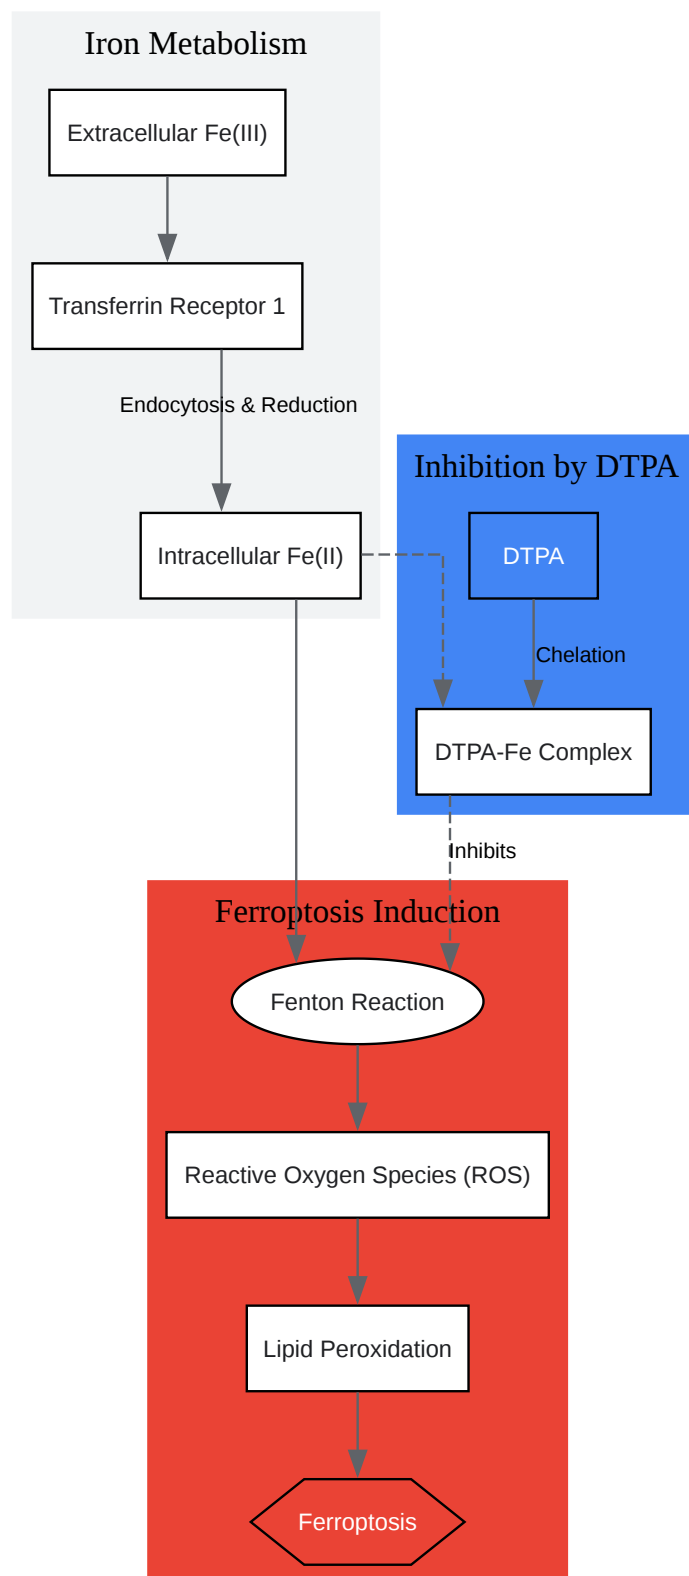 Iron Metabolism
Extracellular Fe(III)
Transferrin Receptor 1
Endocytosis & Reduction
Intracellular Fe(II)
Inhibition by DTPA
DTPA
Chelation
DTPA-Fe Complex
Inhibits
Ferroptosis Induction
Fenton Reaction
Reactive Oxygen Species (ROS)
Lipid Peroxidation
Ferroptosis